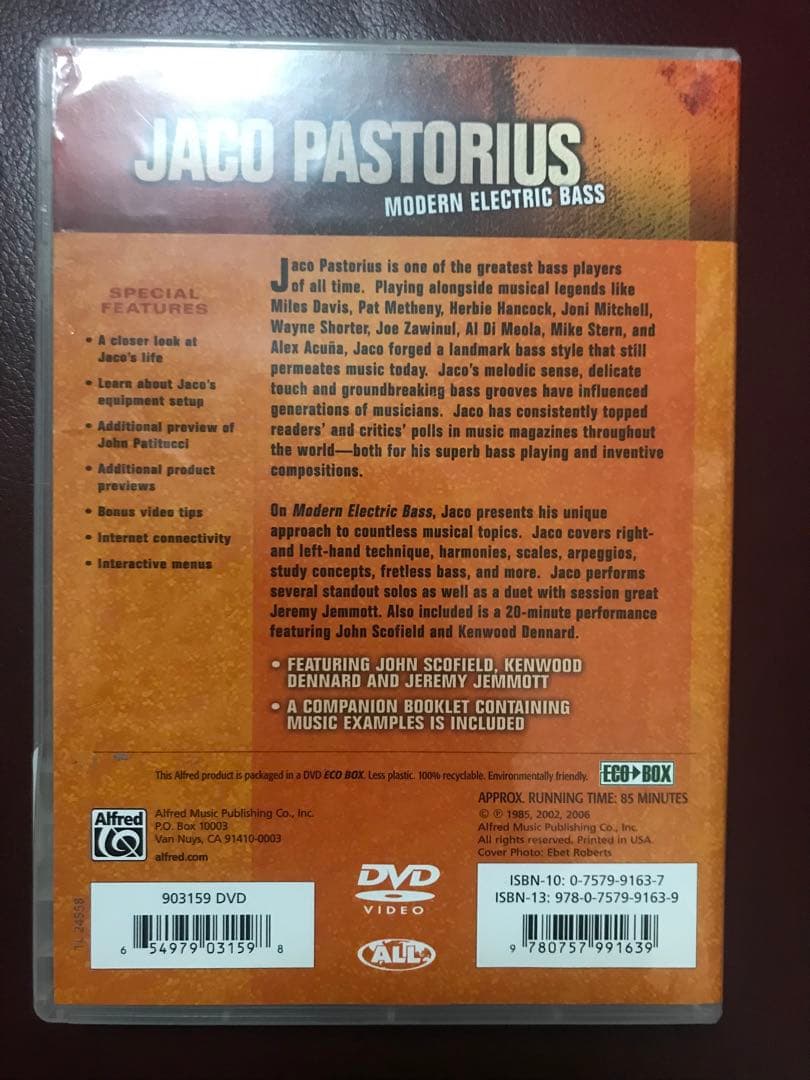 JACO PASTORIUS
MODERN ELECTRIC BASS
SPECIAL
FEATURES
• A closer look at
Jaco's life
• Learn about Jaco's
equipment setup
• Additional preview of
John Patitucci
• Additional product
previews
• Bonus video tips
• Internet connectivity
• Interactive menus
Jaco Pastorius is one of the greatest bass players
of all time. Playing alongside musical legends like
Miles Davis, Pat Metheny, Herbie Hancock, Joni Mitchell,
Wayne Shorter, Joe Zawinul, Al Di Meola, Mike Stern, and
Alex Acuña, Jaco forged a landmark bass style that still
permeates music today. Jaco's melodic sense, delicate
touch and groundbreaking bass grooves have influenced
generations of musicians. Jaco has consistently topped
readers' and critics' polls in music magazines throughout
the world—both for his superb bass playing and inventive
compositions.
On Modern Electric Bass, Jaco presents his unique
approach to countless musical topics. Jaco covers right-
and left-hand technique, harmonies, scales, arpeggios,
study concepts, fretless bass, and more. Jaco performs
several standout solos as well as a duet with session great
Jeremy Jemmott. Also included is a 20-minute performance
featuring John Scofield and Kenwood Dennard.
• FEATURING JOHN SCOFIELD, KENWOOD
DENNARD AND JEREMY JEMMOTT
• A COMPANION BOOKLET CONTAINING
MUSIC EXAMPLES IS INCLUDED
This Alfred product is packaged in a DVD ECO BOX. Less plastic. 100% recyclable. Environmentally friendly.
ECO BOX
Alfred
Alfred Music Publishing Co., Inc.
P.O. Box 10003
Van Nuys, CA 91410-0003
alfred.com
APPROX. RUNNING TIME: 85 MINUTES
© ℗ 1985, 2002, 2006
Alfred Music Publishing Co., Inc.
All rights reserved. Printed in USA.
Cover Photo: Ebet Roberts
903159 DVD
6 54979 03159 8
TL 24558
DVD
VIDEO
ALL
ISBN-10: 0-7579-9163-7
ISBN-13: 978-0-7579-9163-9
9 780757 991639